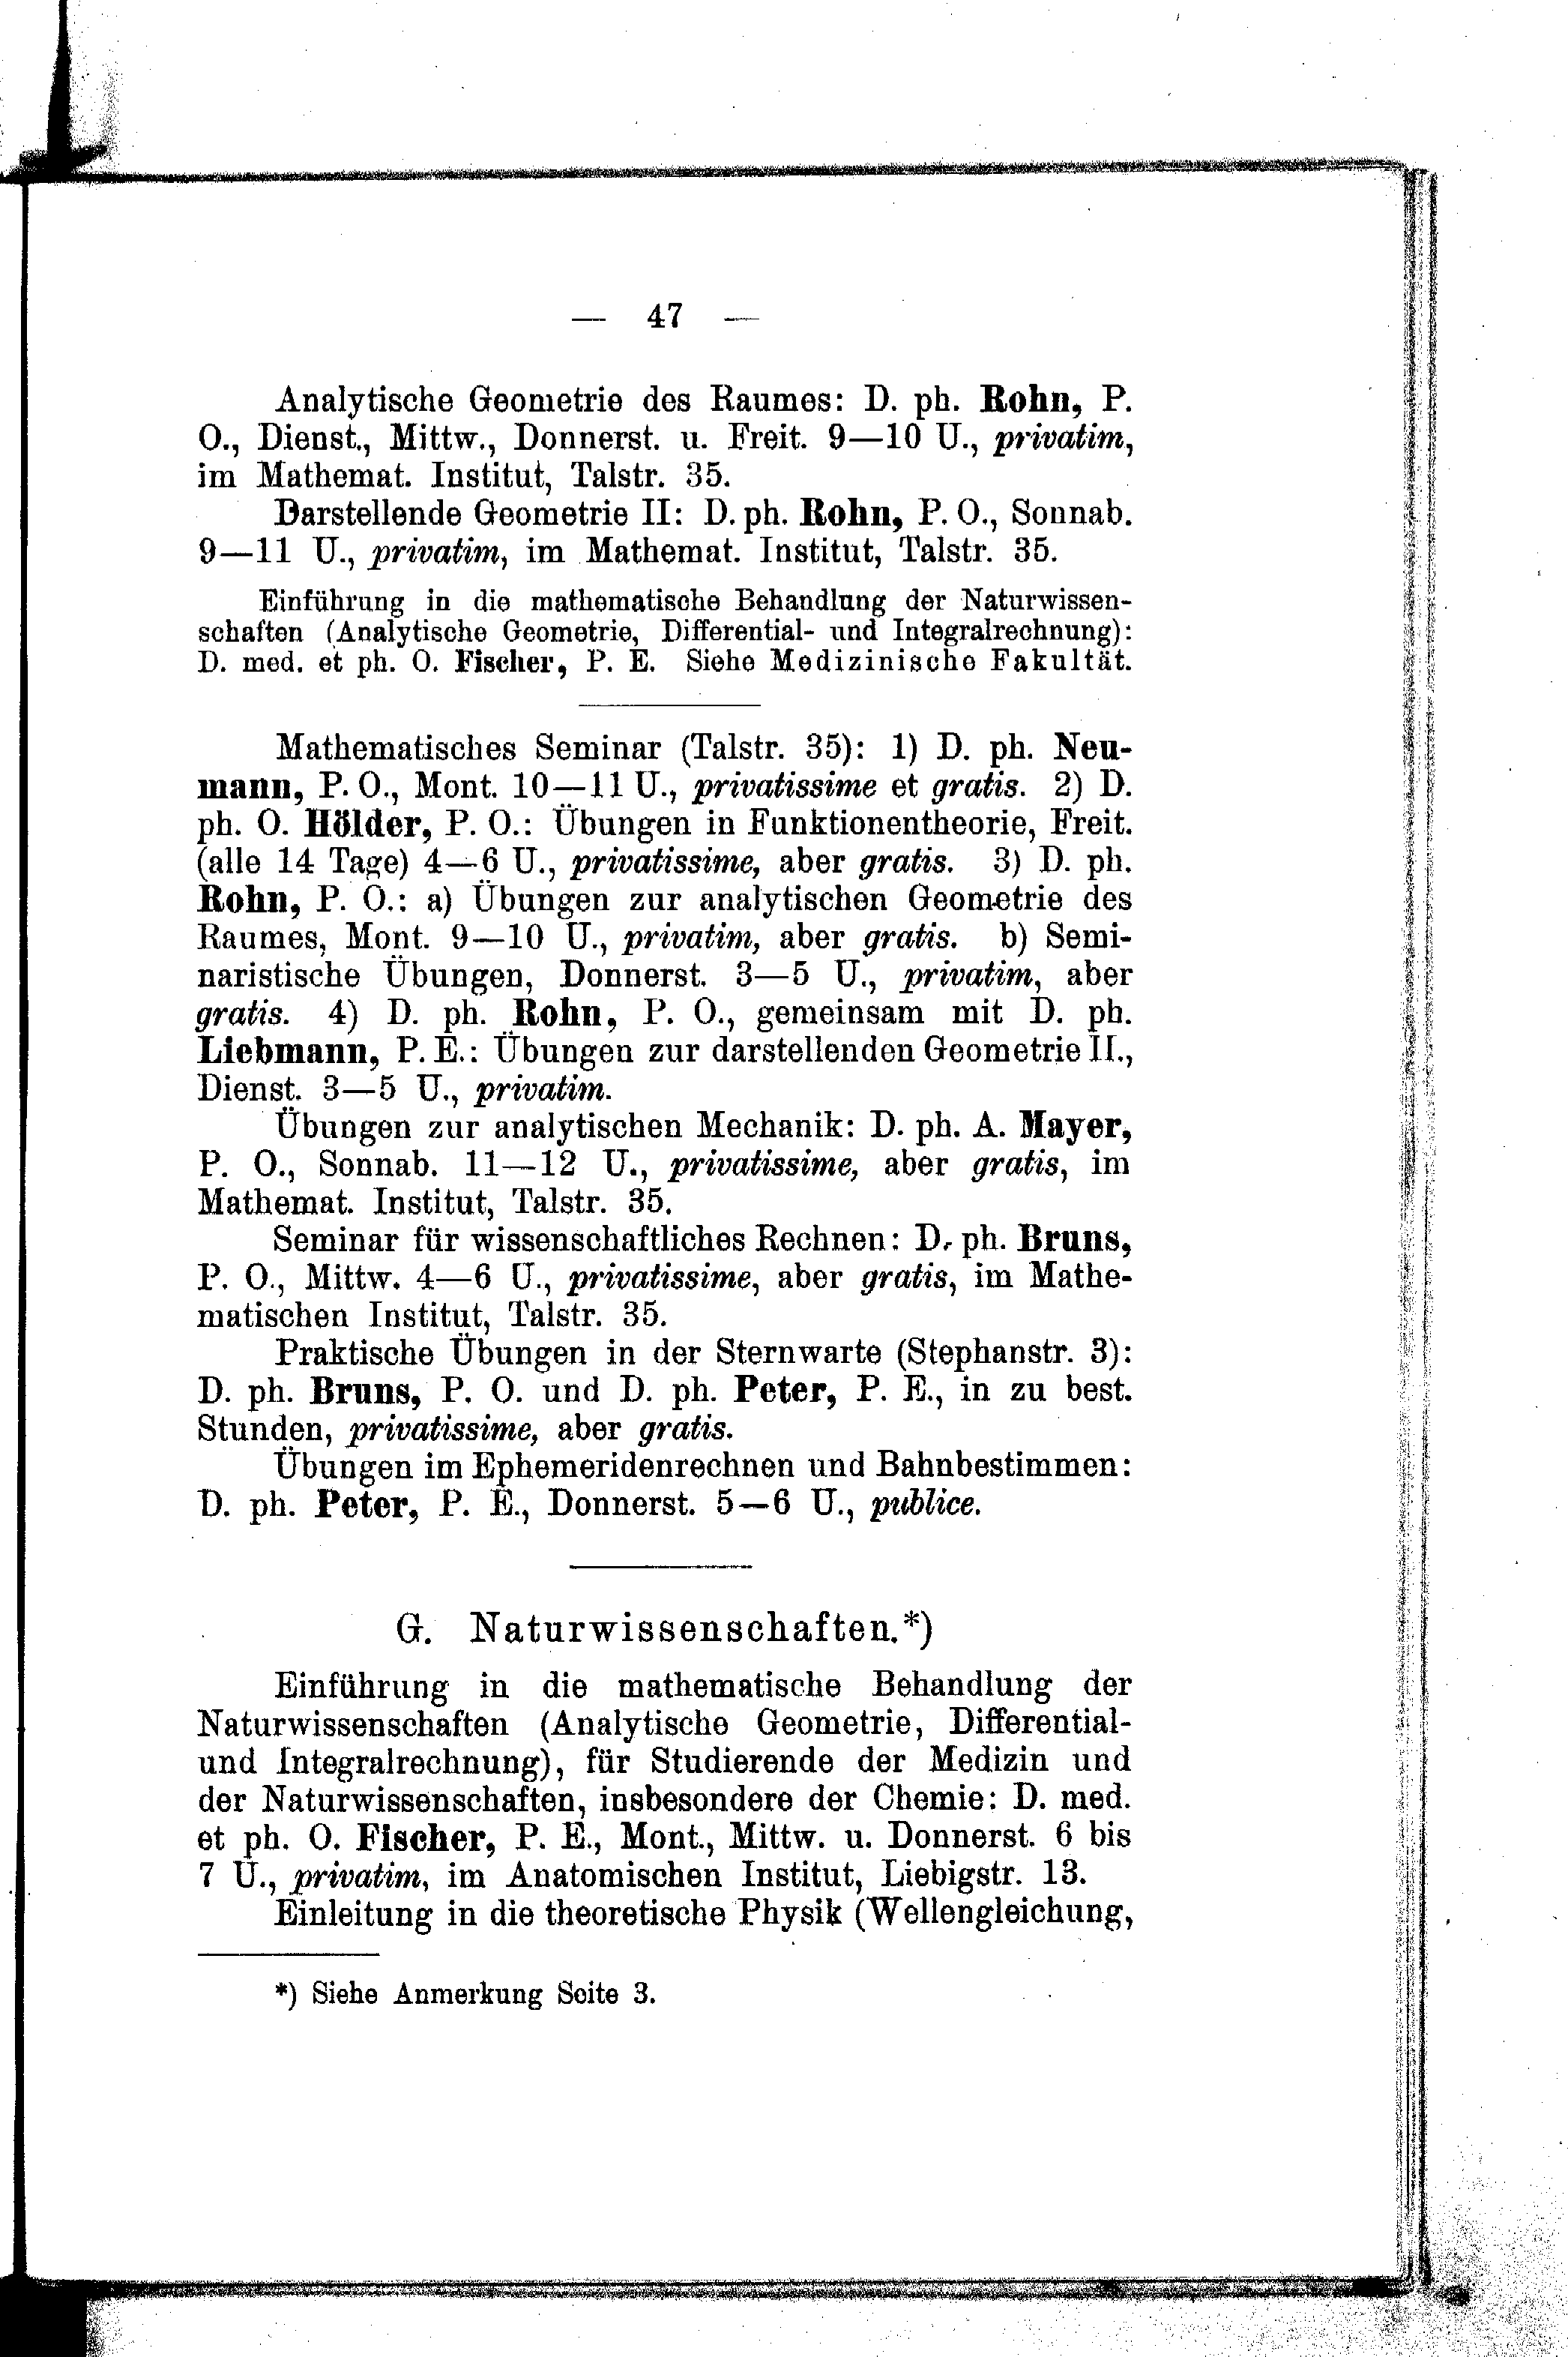 — 47 —
Analytische Geometrie des Raumes: D. ph. Rohn, P.
O., Dienst., Mittw., Donnerst. u. Freit. 9—10 U., privatim,
im Mathemat. Institut, Talstr. 35.
Darstellende Geometrie II: D. ph. Rohn, P. O., Sonnab.
9—11 U., privatim, im Mathemat. Institut, Talstr. 35.
Einführung in die mathematische Behandlung der Naturwissen-
schaften (Analytische Geometrie, Differential- und Integralrechnung):
D. med. et ph. O. Fischer, P. E. Siehe Medizinische Fakultät.
Mathematisches Seminar (Talstr. 35): 1) D. ph. Neu-
mann, P. O., Mont. 10—11 U., privatissime et gratis. 2) D.
ph. O. Hölder, P. O.: Übungen in Funktionentheorie, Freit.
(alle 14 Tage) 4—6 U., privatissime, aber gratis. 3) D. ph.
Rohn, P. O.: a) Übungen zur analytischen Geometrie des
Raumes, Mont. 9—10 U., privatim, aber gratis. b) Semi-
naristische Übungen, Donnerst. 3—5 U., privatim, aber
gratis. 4) D. ph. Rohn, P. O., gemeinsam mit D. ph.
Liebmann, P. E.: Übungen zur darstellenden Geometrie II.,
Dienst. 3—5 U., privatim.
Übungen zur analytischen Mechanik: D. ph. A. Mayer,
P. O., Sonnab. 11—12 U., privatissime, aber gratis, im
Mathemat. Institut, Talstr. 35.
Seminar für wissenschaftliches Rechnen: D. ph. Bruns,
P. O., Mittw. 4—6 U., privatissime, aber gratis, im Mathe-
matischen Institut, Talstr. 35.
Praktische Übungen in der Sternwarte (Stephanstr. 3):
D. ph. Bruns, P. O. und D. ph. Peter, P. E., in zu best.
Stunden, privatissime, aber gratis.
Übungen im Ephemeridenrechnen und Bahnbestimmen:
D. ph. Peter, P. E., Donnerst. 5—6 U., publice.
G. Naturwissenschaften.*)
Einführung in die mathematische Behandlung der
Naturwissenschaften (Analytische Geometrie, Differential-
und Integralrechnung), für Studierende der Medizin und
der Naturwissenschaften, insbesondere der Chemie: D. med.
et ph. O. Fischer, P. E., Mont., Mittw. u. Donnerst. 6 bis
7 U., privatim, im Anatomischen Institut, Liebigstr. 13.
Einleitung in die theoretische Physik (Wellengleichung,
*) Siehe Anmerkung Seite 3.